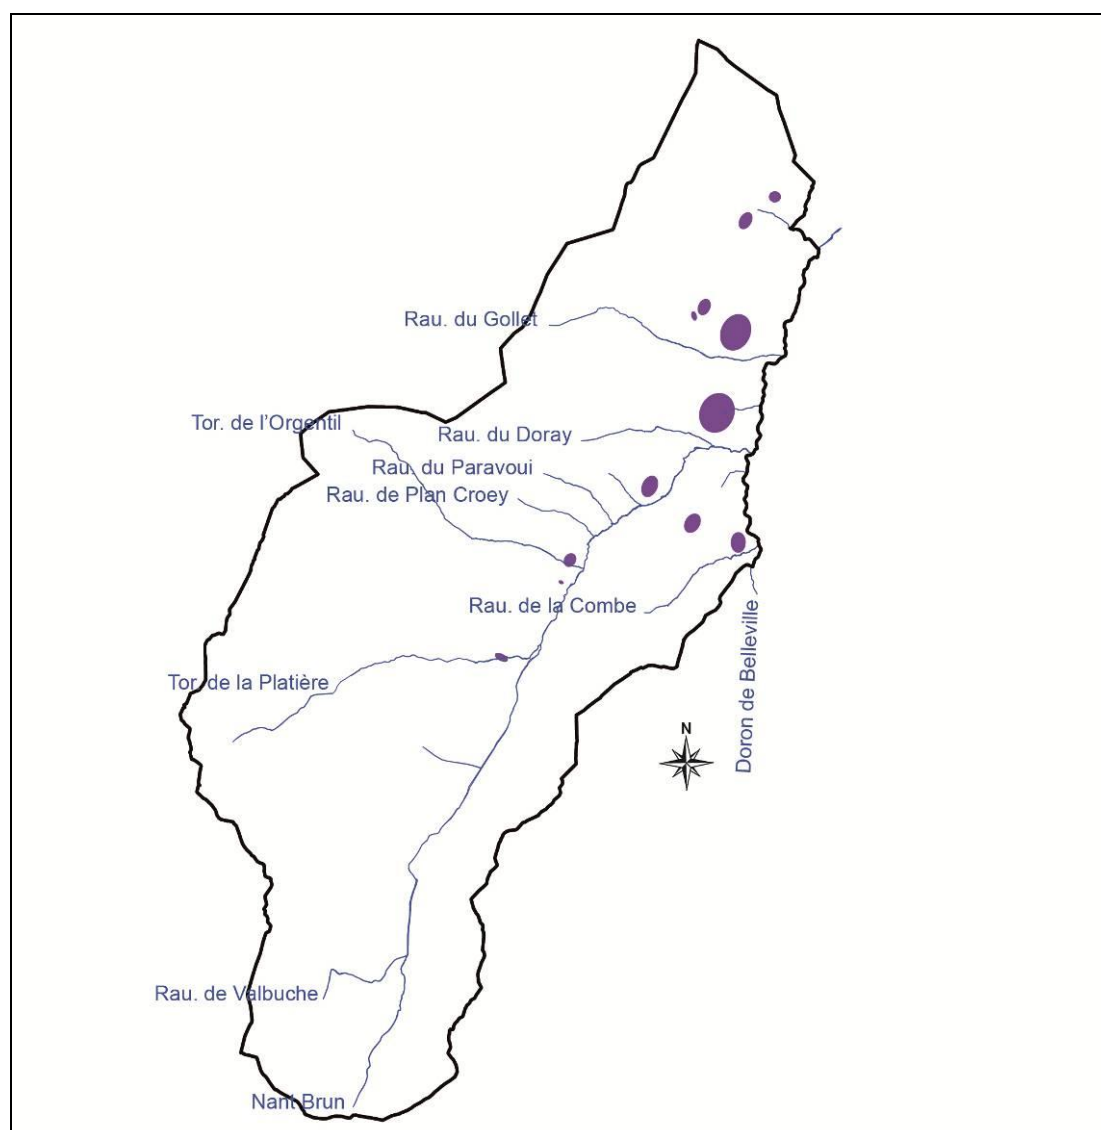 Rau. du Gollet
Tor. de l'Orgentil
Rau. du Doray
Rau. du Paravoui
Rau. de Plan Croey
Rau. de la Combe
Doron de Belleville
Tor. de la Platière
N
Rau. de Valbuche
Nant Brun